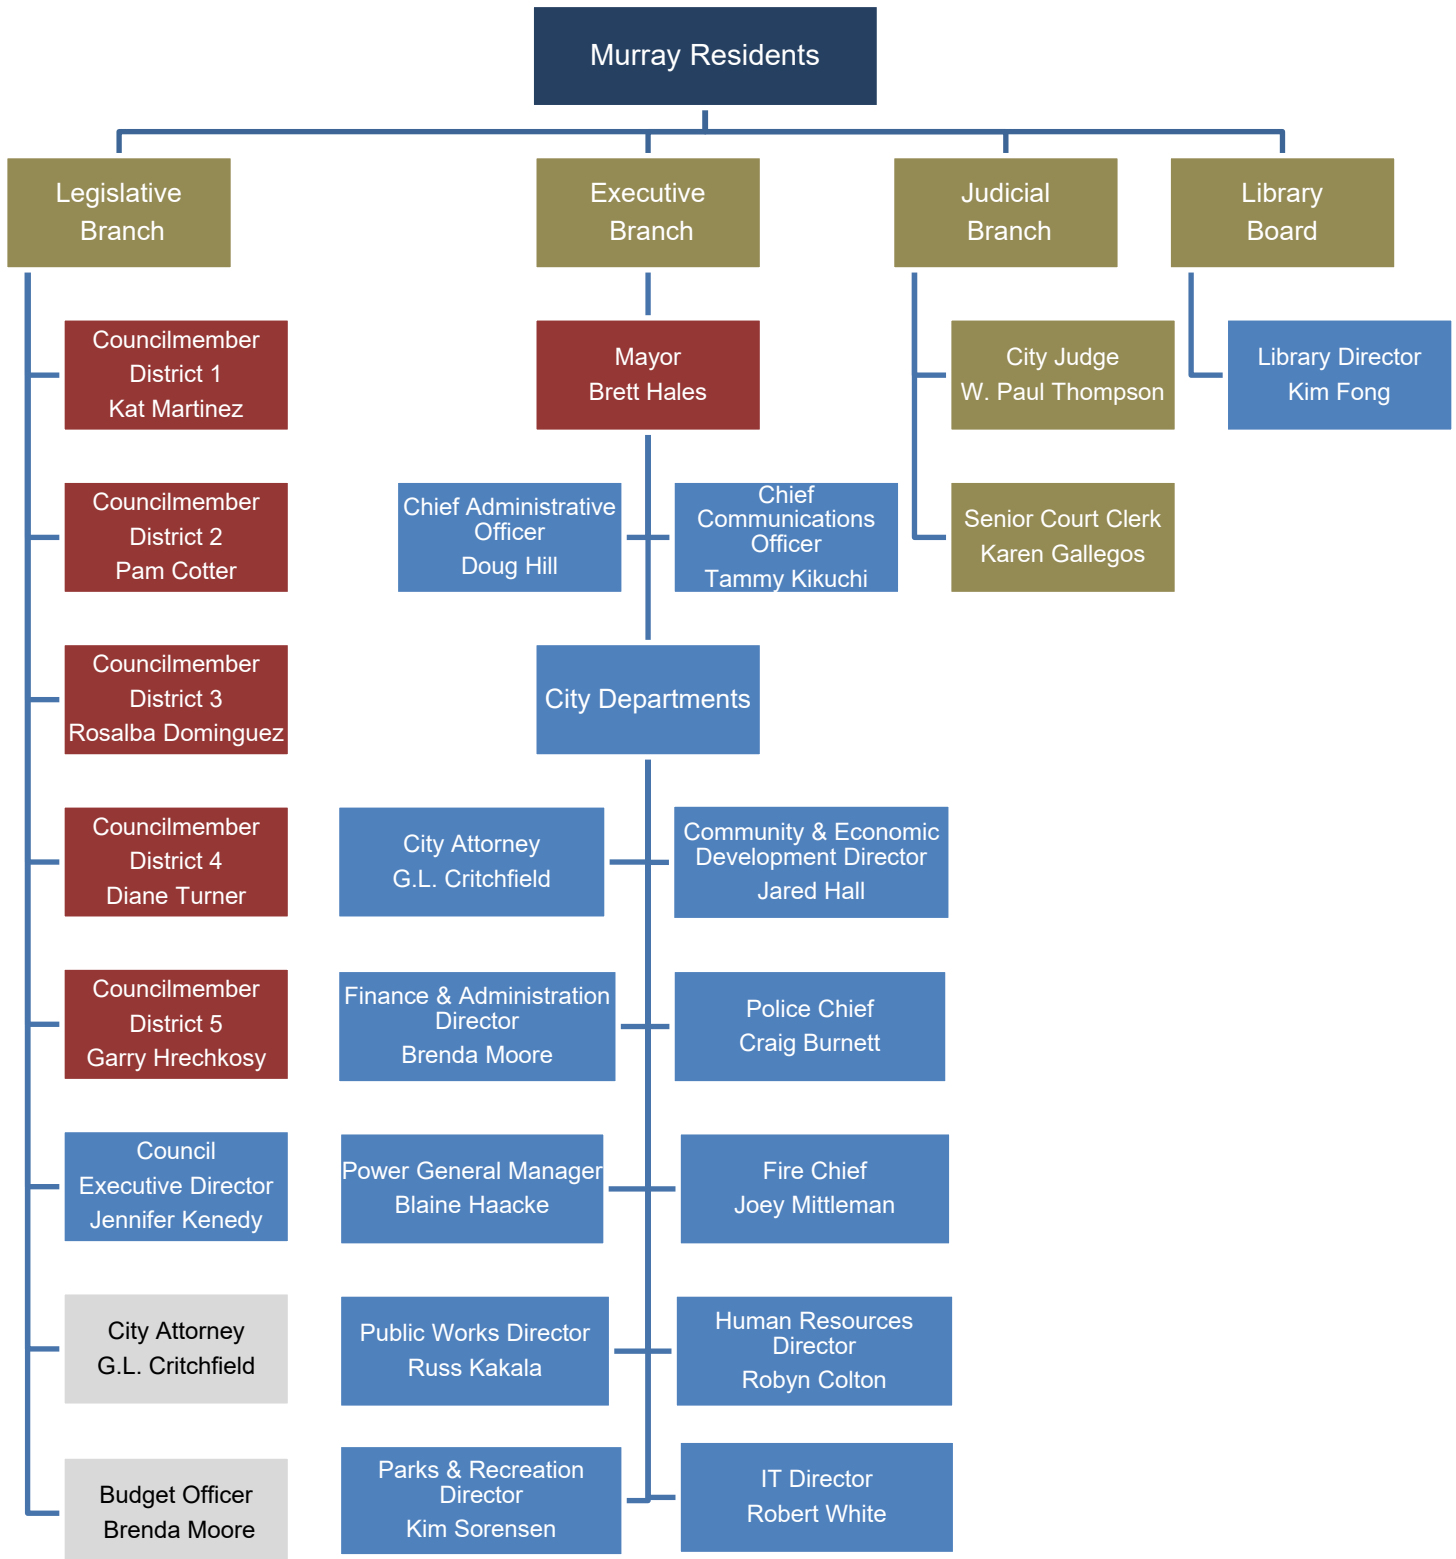 Murray Residents
Legislative
Branch
Executive
Branch
Judicial
Branch
Library
Board
Councilmember
District 1
Kat Martinez
Mayor
Brett Hales
City Judge
W. Paul Thompson
Library Director
Kim Fong
Councilmember
District 2
Pam Cotter
Chief Administrative
Officer
Doug Hill
Chief
Communications
Officer
Tammy Kikuchi
Senior Court Clerk
Karen Gallegos
Councilmember
District 3
Rosalba Dominguez
City Departments
Councilmember
District 4
Diane Turner
City Attorney
G.L. Critchfield
Community & Economic
Development Director
Jared Hall
Councilmember
District 5
Garry Hrechkosy
Finance & Administration
Director
Brenda Moore
Police Chief
Craig Burnett
Council
Executive Director
Jennifer Kenedy
Power General Manager
Blaine Haacke
Fire Chief
Joey Mittleman
City Attorney
G.L. Critchfield
Public Works Director
Russ Kakala
Human Resources
Director
Robyn Colton
Budget Officer
Brenda Moore
Parks & Recreation
Director
Kim Sorensen
IT Director
Robert White